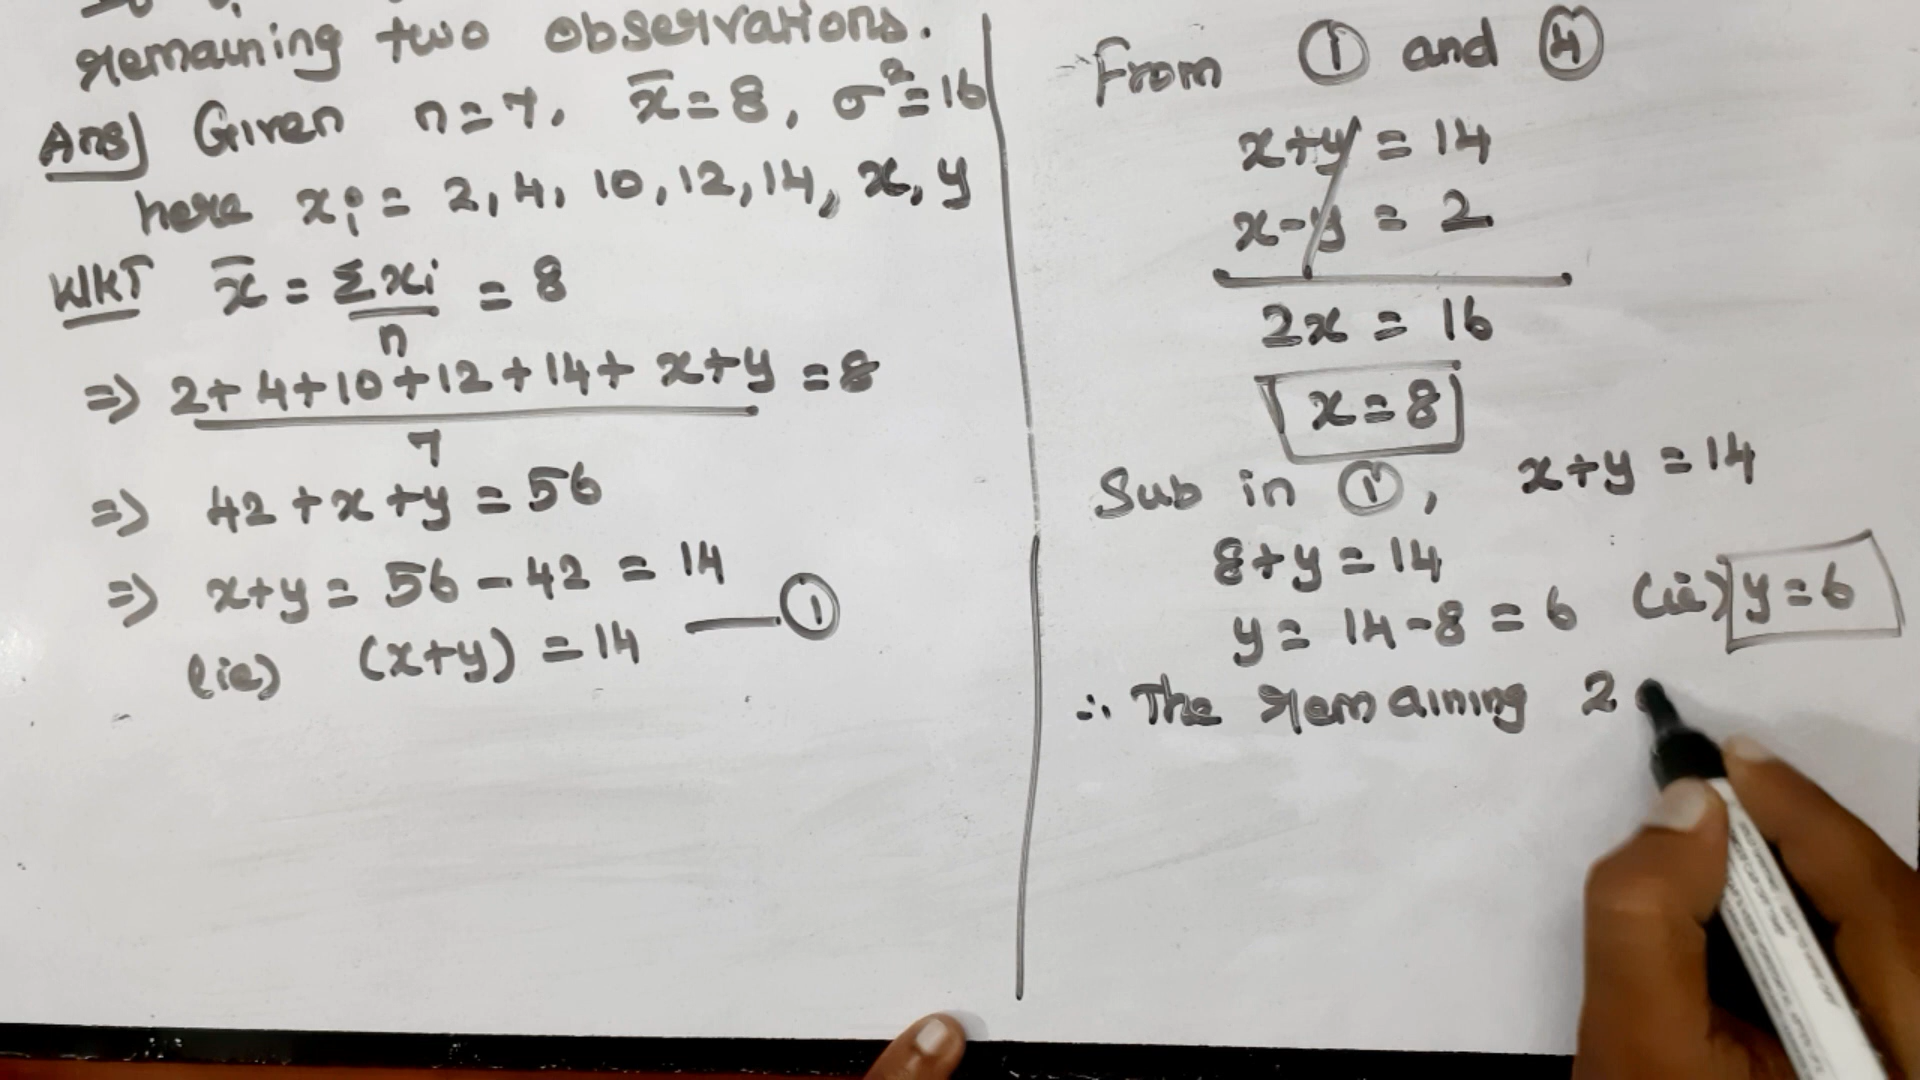 remaining two observations.
Ans) Given n=7, x̄=8, σ²=16
here xᵢ = 2, 4, 10, 12, 14, x, y
WKT x̄ = Σxᵢ/n = 8
=> 2+4+10+12+14+x+y/7 = 8
=> 42+x+y=56
=> x+y = 56-42 = 14
(ie) (x+y) = 14 — ①
From ① and ④
x+y = 14
x-y = 2
2x = 16
x=8
Sub in ①, x+y=14
8+y=14
y = 14-8 = 6 (ie) y=6
∴ The remaining 2